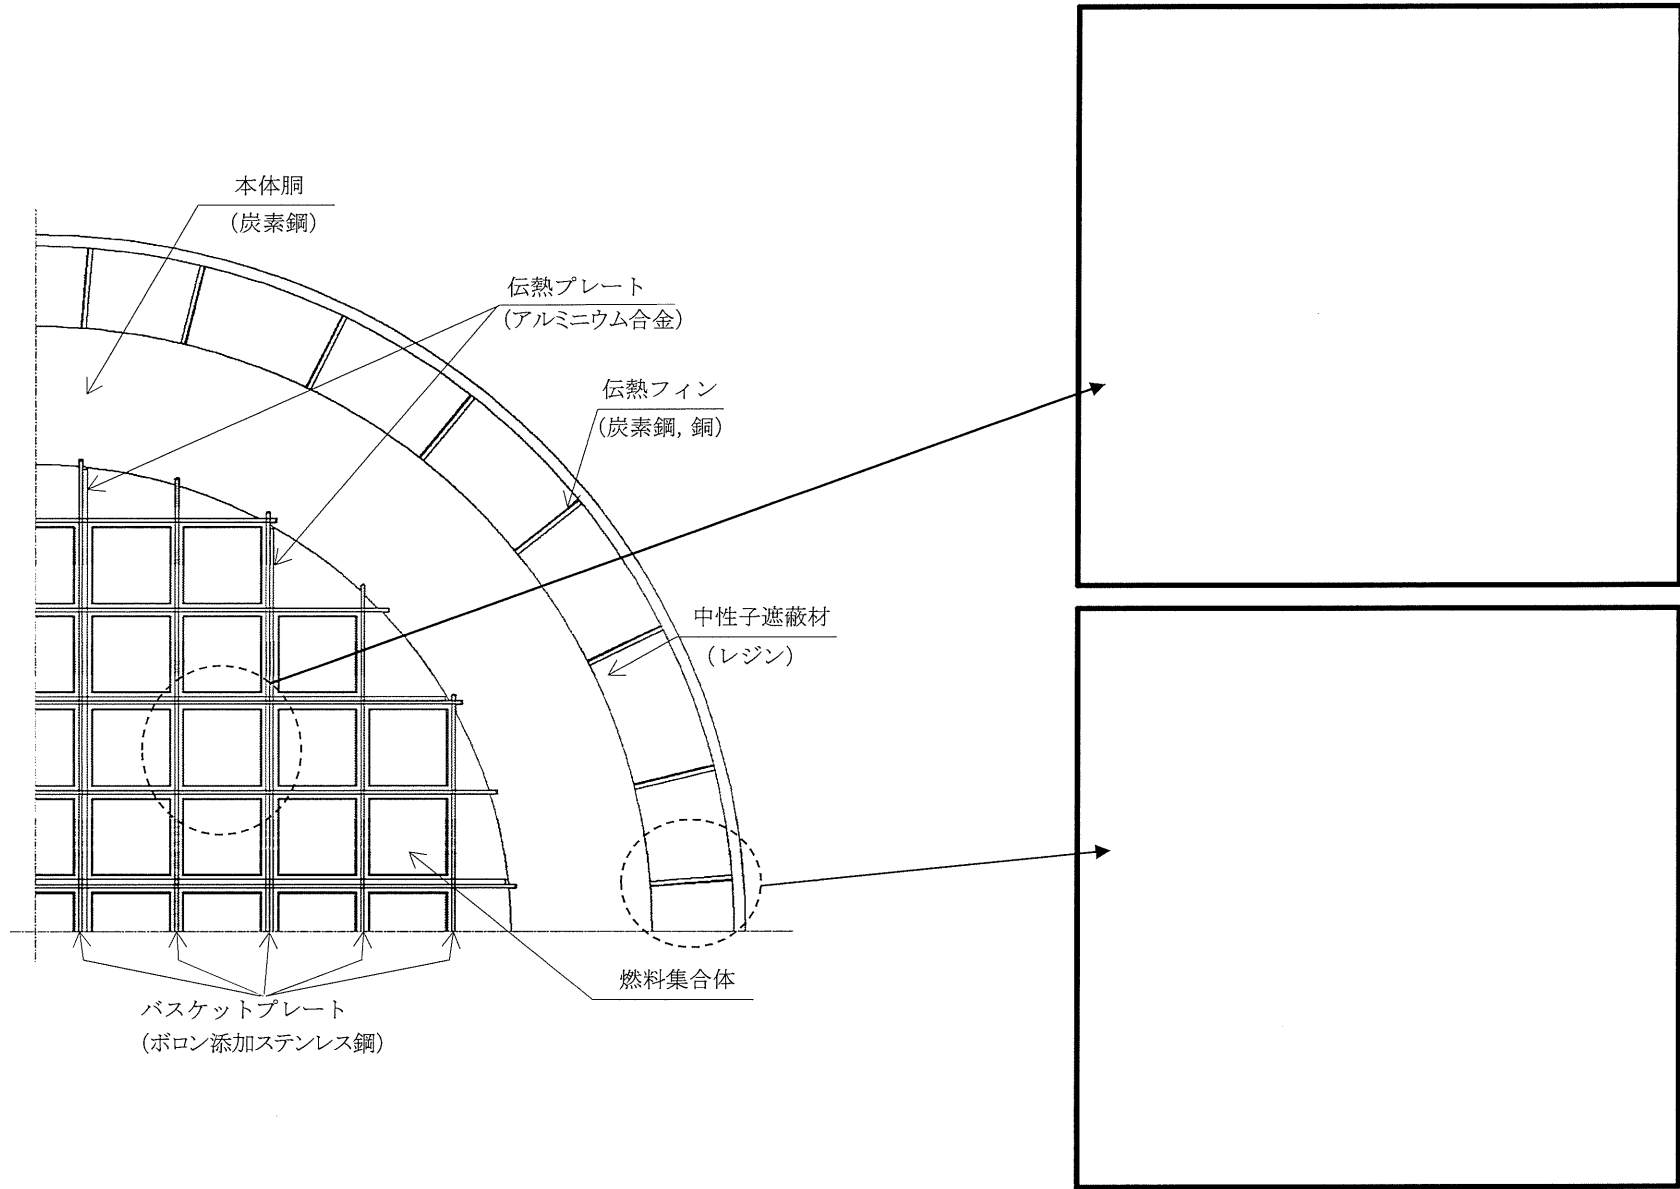 本体胴
(炭素鋼)
伝熱プレート
(アルミニウム合金)
伝熱フィン
(炭素鋼, 銅)
中性子遮蔽材
(レジン)
燃料集合体
バスケットプレート
(ボロン添加ステンレス鋼)